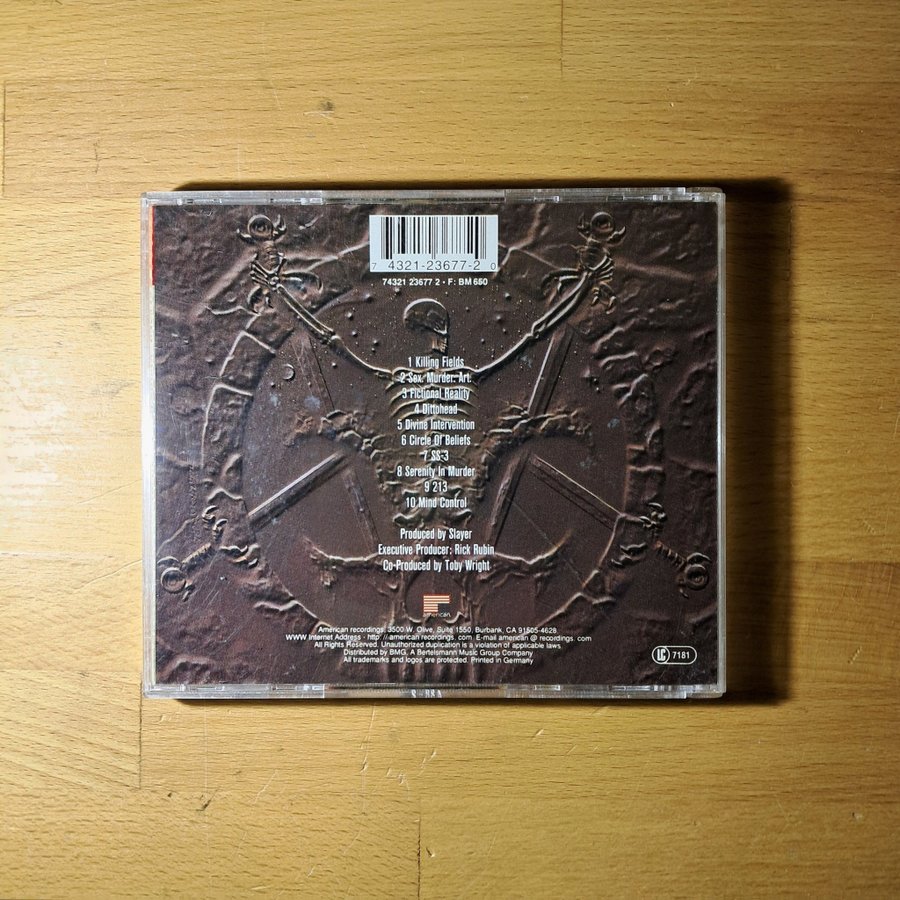 7 4321-23677-2 0
74321 23677 2 • F: BM 650
1 Killing Fields
2 Sex. Murder. Art.
3 Fictional Reality
4 Dittohead
5 Divine Intervention
6 Circle Of Beliefs
7 SS-3
8 Serenity In Murder
9 213
10 Mind Control
Produced by Slayer
Executive Producer: Rick Rubin
Co-Produced by Toby Wright
american
American recordings: 3500 W. Olive, Suite 1550, Burbank, CA 91505-4628
WWW Internet Address - http:// american recordings. com E-mail american @ recordings. com
All Rights Reserved. Unauthorized duplication is a violation of applicable laws.
Distributed by BMG, A Bertelsmann Music Group Company
All trademarks and logos are protected. Printed in Germany
LC 7181